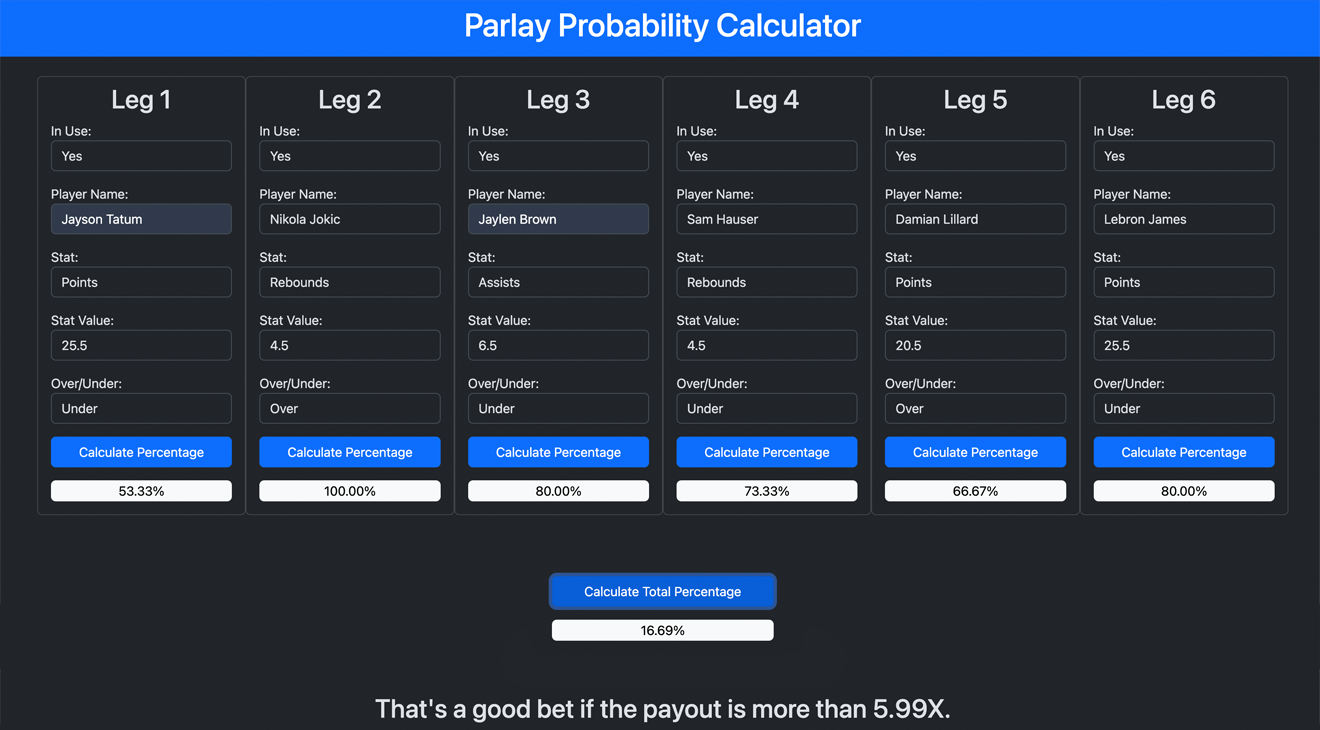 Parlay Probability Calculator
Leg 1
In Use:
Yes
Player Name:
Jayson Tatum
Stat:
Points
Stat Value:
25.5
Over/Under:
Under
Calculate Percentage
53.33%
Leg 2
In Use:
Yes
Player Name:
Nikola Jokic
Stat:
Rebounds
Stat Value:
4.5
Over/Under:
Over
Calculate Percentage
100.00%
Leg 3
In Use:
Yes
Player Name:
Jaylen Brown
Stat:
Assists
Stat Value:
6.5
Over/Under:
Under
Calculate Percentage
80.00%
Leg 4
In Use:
Yes
Player Name:
Sam Hauser
Stat:
Rebounds
Stat Value:
4.5
Over/Under:
Under
Calculate Percentage
73.33%
Leg 5
In Use:
Yes
Player Name:
Damian Lillard
Stat:
Points
Stat Value:
20.5
Over/Under:
Over
Calculate Percentage
66.67%
Leg 6
In Use:
Yes
Player Name:
Lebron James
Stat:
Points
Stat Value:
25.5
Over/Under:
Under
Calculate Percentage
80.00%
Calculate Total Percentage
16.69%
That's a good bet if the payout is more than 5.99X.